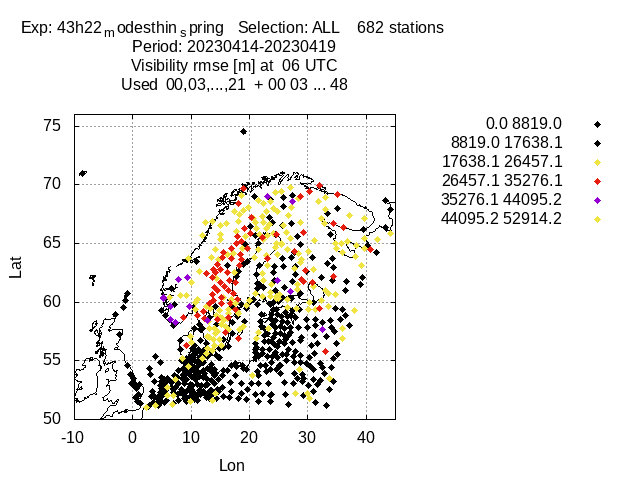 Exp: 43h22modesthinspring   Selection: ALL    682 stations
Period: 20230414-20230419
Visibility rmse [m] at  06 UTC
Used  00,03,...,21  + 00 03 ... 48
0.0 8819.0
8819.0 17638.1
17638.1 26457.1
26457.1 35276.1
35276.1 44095.2
44095.2 52914.2
75
70
65
60
55
50
Lat
-10 0 10 20 30 40
Lon